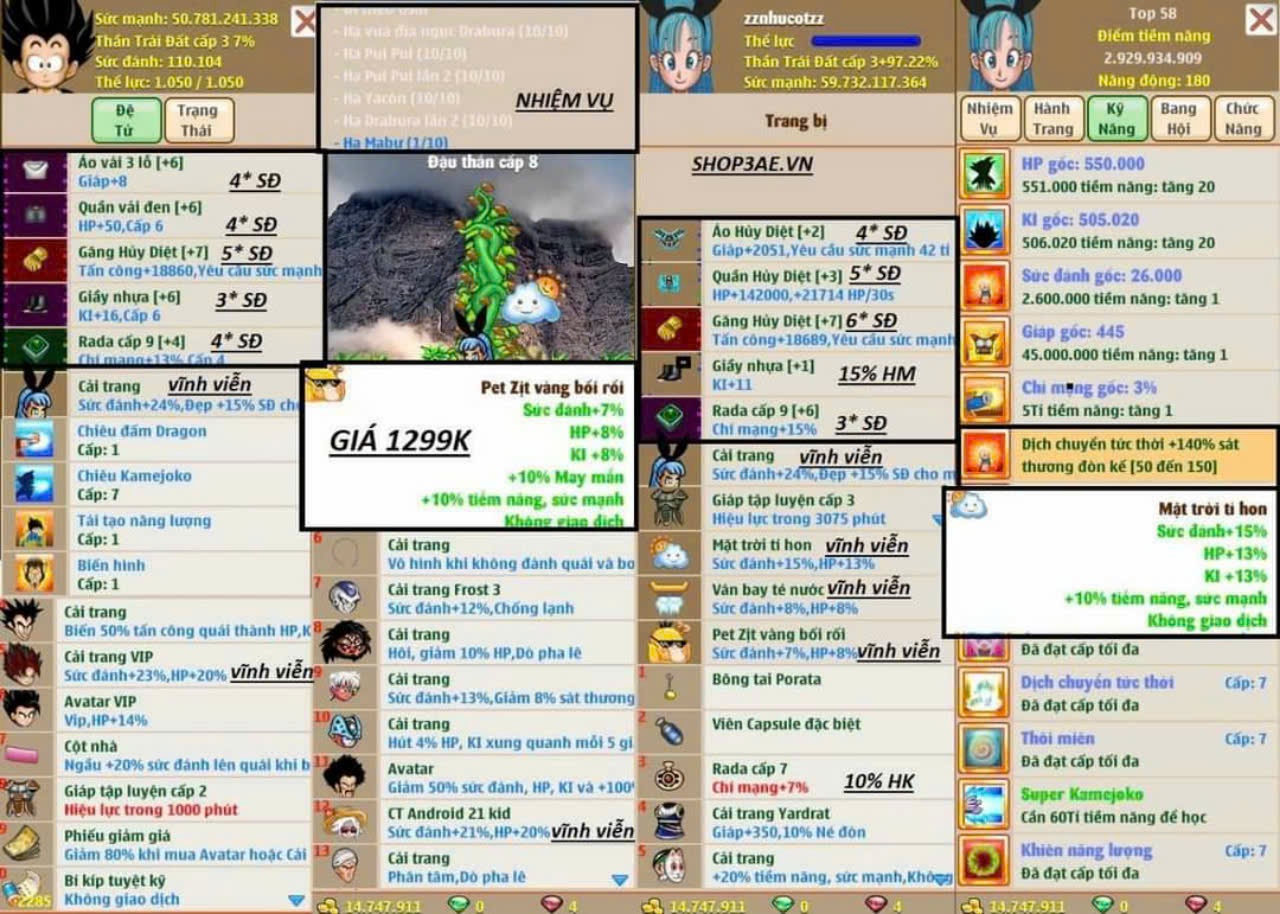 Sức mạnh: 50.781.241.338
Thần Trái Đất cấp 3 7%
Sức đánh: 110.104
Thể lực: 1.050 / 1.050
Đệ Tử
Trạng Thái
Áo vải 3 lỗ [+6]
Giáp+8
4* SĐ
Quần vải đen [+6]
HP+50,Cấp 6
4* SĐ
Găng Hủy Diệt [+7]
5* SĐ
Tấn công+18860,Yêu cầu sức mạnh
Giầy nhựa [+6]
KI+16,Cấp 6
3* SĐ
Rada cấp 9 [+4]
Chí mạng+13%,Cấp 4
4* SĐ
Cải trang
vĩnh viễn
Sức đánh+24%,Đẹp +15% SĐ cho
Chiêu đấm Dragon
Cấp: 1
Chiêu Kamejoko
Cấp: 7
Tái tạo năng lượng
Cấp: 1
Biến hình
Cấp: 1
Cải trang
Biến 50% tấn công quái thành HP,K
Cải trang VIP
Sức đánh+23%,HP+20%
vĩnh viễn
Avatar VIP
Vip,HP+14%
Cột nhà
Ngầu +20% sức đánh lên quái khi b
Giáp tập luyện cấp 2
Hiệu lực trong 1000 phút
Phiếu giảm giá
Giảm 80% khi mua Avatar hoặc Cải
Bí kíp tuyệt kỹ
Không giao dịch
2285
- Hạ vua địa ngục Drabura (10/10)
- Hạ Pui Pui (10/10)
- Hạ Pui Pui lần 2 (10/10)
- Hạ Yacôn (10/10)
- Hạ Drabura lần 2 (10/10)
- Hạ Mabư (1/10)
NHIỆM VỤ
Đậu thần cấp 8
Pet Zịt vàng bối rối
Sức đánh+7%
HP+8%
KI +8%
+10% May mắn
+10% tiềm năng, sức mạnh
Không giao dịch
GIÁ 1299K
6
Cải trang
Vô hình khi không đánh quái và bo
7
Cải trang Frost 3
Sức đánh+12%,Chống lạnh
8
Cải trang
Hôi, giảm 10% HP,Dò pha lê
9
Cải trang
Sức đánh+13%,Giảm 8% sát thương
10
Cải trang
Hút 4% HP, KI xung quanh mỗi 5 gi
11
Avatar
Giảm 50% sức đánh, HP, KI và +100%
12
CT Android 21 kid
Sức đánh+21%,HP+20%
vĩnh viễn
13
Cải trang
Phân tâm,Dò pha lê
14.747.911
0
4
zznhucotzz
Thể lực
Thần Trái Đất cấp 3+97.22%
Sức mạnh: 59.732.117.364
Trang bị
SHOP3AE.VN
Áo Hủy Diệt [+2]
4* SĐ
Giáp+2051,Yêu cầu sức mạnh 42 tỉ
Quần Hủy Diệt [+3]
5* SĐ
HP+142000,+21714 HP/30s
Găng Hủy Diệt [+7]
6* SĐ
Tấn công+18689,Yêu cầu sức mạnh
Giầy nhựa [+1]
KI+11
15% HM
Rada cấp 9 [+6]
Chí mạng+15%
3* SĐ
Cải trang
vĩnh viễn
Sức đánh+24%,Đẹp +15% SĐ cho m
Giáp tập luyện cấp 3
Hiệu lực trong 3075 phút
Mặt trời tí hon
vĩnh viễn
Sức đánh+15%,HP+13%
Ván bay té nước
vĩnh viễn
Sức đánh+8%,HP+8%
Pet Zịt vàng bối rối
Sức đánh+7%,HP+8%
vĩnh viễn
1
Bông tai Porata
2
Viên Capsule đặc biệt
3
Rada cấp 7
Chí mạng+7%
10% HK
4
Cải trang Yardrat
Giáp+350,10% Né đòn
5
Cải trang
+20% tiềm năng, sức mạnh,Không
14.747.911
0
4
Top 58
Điểm tiềm năng
2.929.934.909
Năng động: 180
Nhiệm Vụ
Hành Trang
Kỹ Năng
Bang Hội
Chức Năng
HP gốc: 550.000
551.000 tiềm năng: tăng 20
KI gốc: 505.020
506.020 tiềm năng: tăng 20
Sức đánh gốc: 26.000
2.600.000 tiềm năng: tăng 1
Giáp gốc: 445
45.000.000 tiềm năng: tăng 1
Chí mạng gốc: 3%
5Tỉ tiềm năng: tăng 1
Dịch chuyển tức thời +140% sát
thương đòn kế [50 đến 150]
Mặt trời tí hon
Sức đánh+15%
HP+13%
KI +13%
+10% tiềm năng, sức mạnh
Không giao dịch
Đã đạt cấp tối đa
Dịch chuyển tức thời
Cấp: 7
Đã đạt cấp tối đa
Thôi miên
Cấp: 7
Đã đạt cấp tối đa
Super Kamejoko
Cần 60Tỉ tiềm năng để học
Khiên năng lượng
Cấp: 7
Đã đạt cấp tối đa
14.747.911
0
4